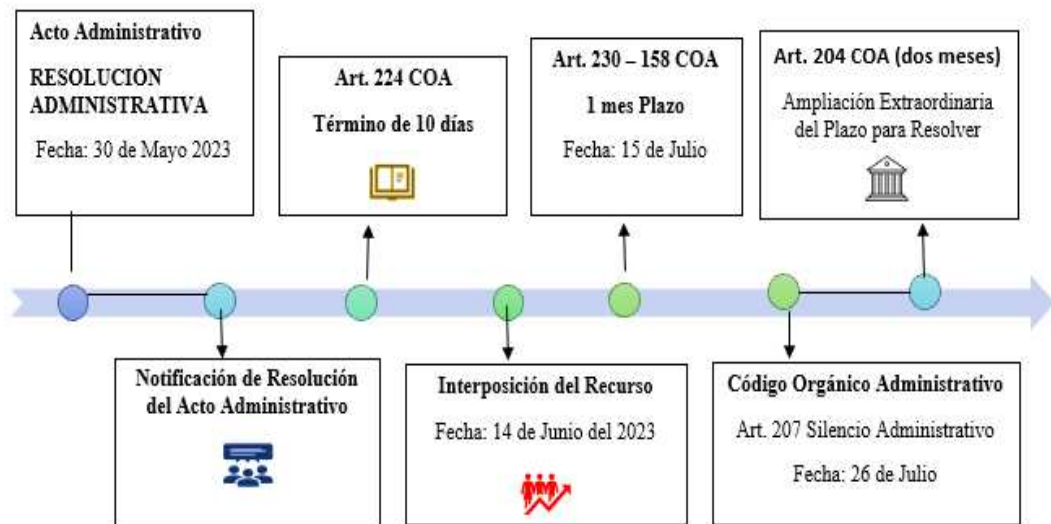 Acto Administrativo
RESOLUCIÓN
ADMINISTRATIVA
Fecha: 30 de Mayo 2023
Art. 224 COA
Término de 10 días
Art. 230 – 158 COA
1 mes Plazo
Fecha: 15 de Julio
Art. 204 COA (dos meses)
Ampliación Extraordinaria
del Plazo para Resolver
Notificación de Resolución
del Acto Administrativo
Interposición del Recurso
Fecha: 14 de Junio del 2023
Código Orgánico Administrativo
Art. 207 Silencio Administrativo
Fecha: 26 de Julio